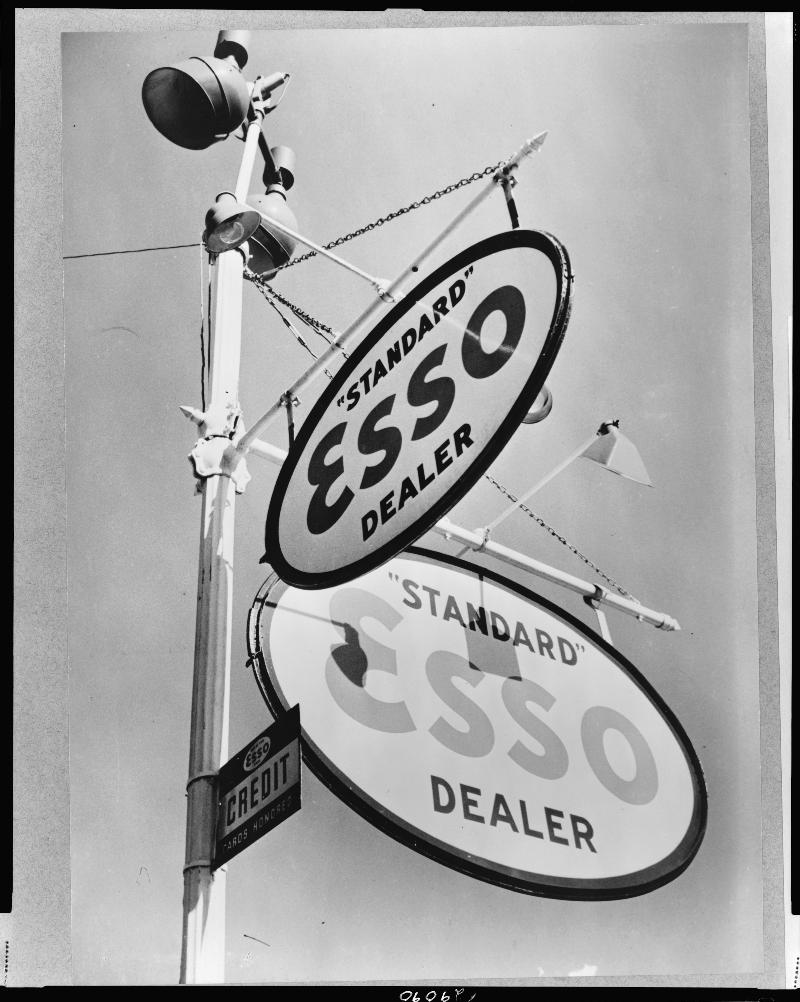 "STANDARD"
ESSO
DEALER
"STANDARD"
ESSO
DEALER
ESSO
CREDIT
CARDS HONORED